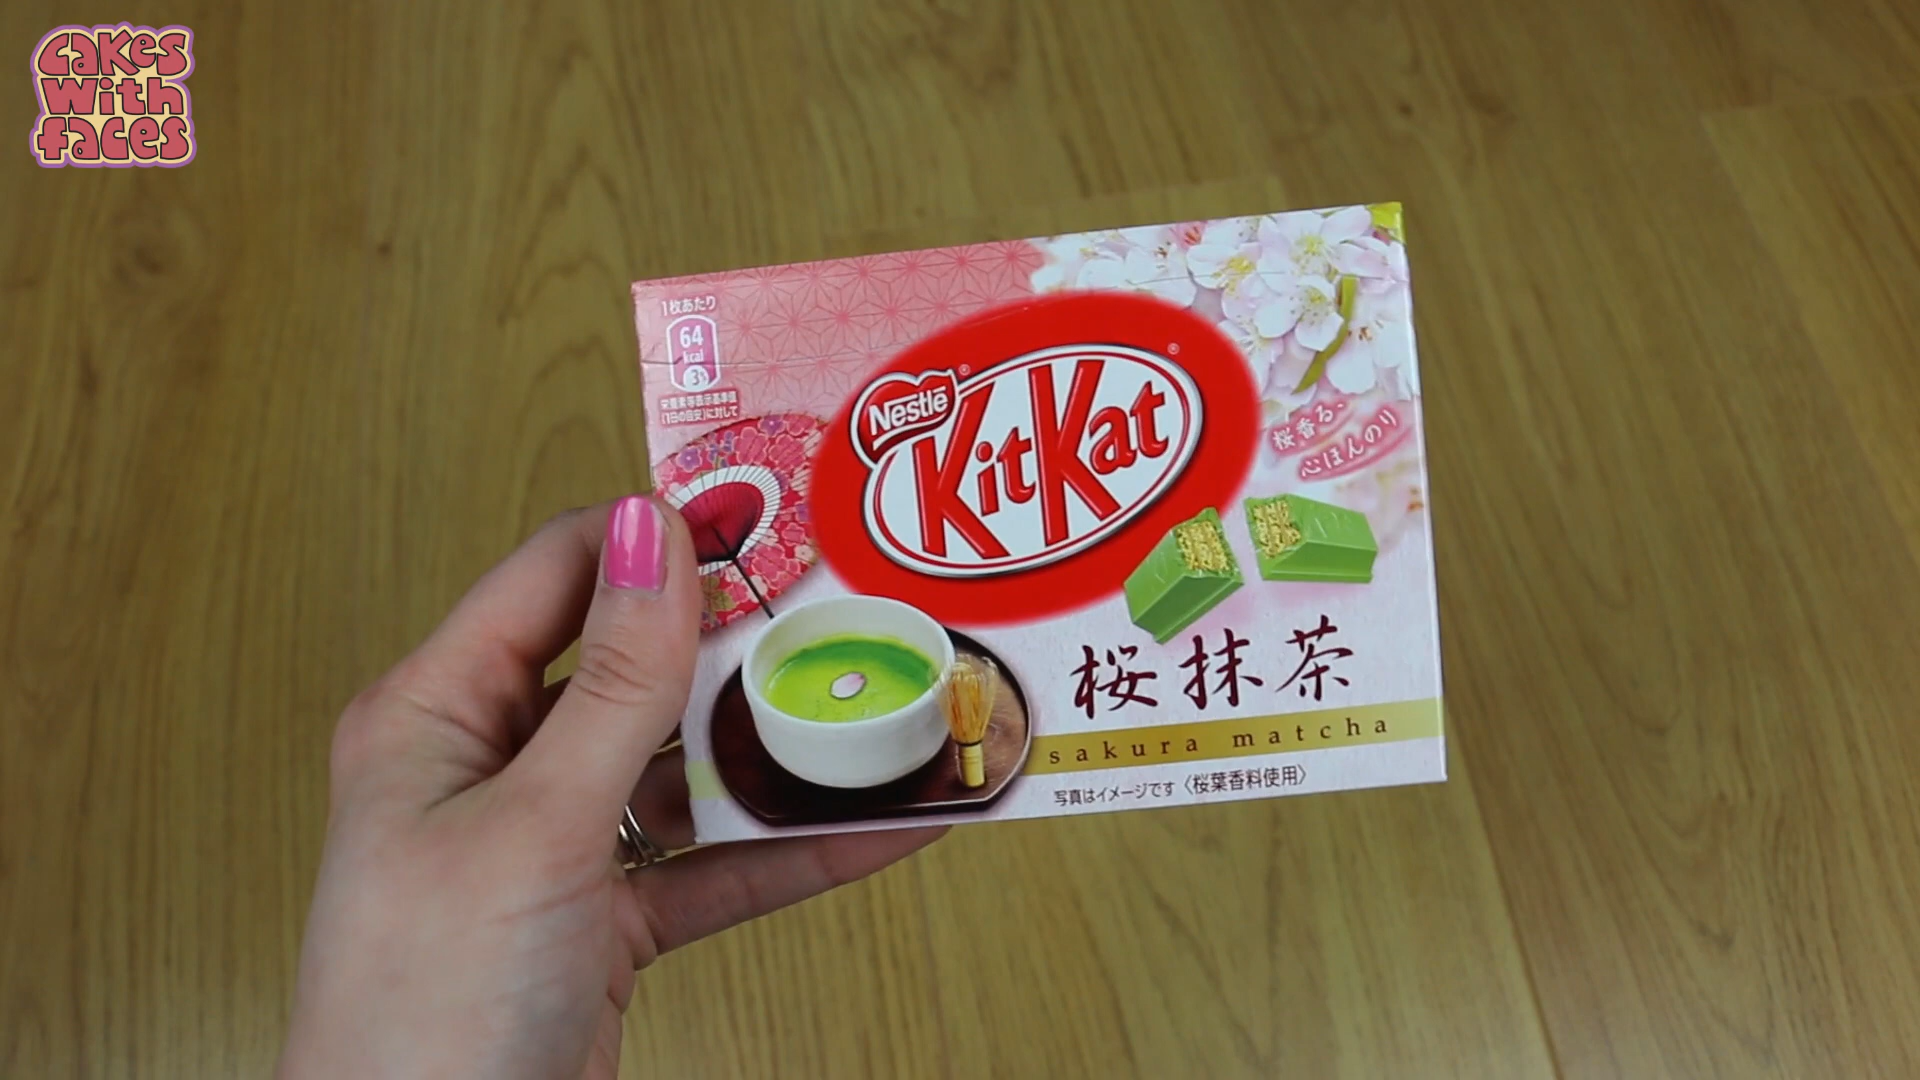 Cakes
With
faces
1枚あたり
64
kcal
3%
栄養素等表示基準値
(1日の目安)に対して
Nestlé
KitKat
桜香る、
心ほんのり
桜抹茶
sakura matcha
写真はイメージです〈桜葉香料使用〉